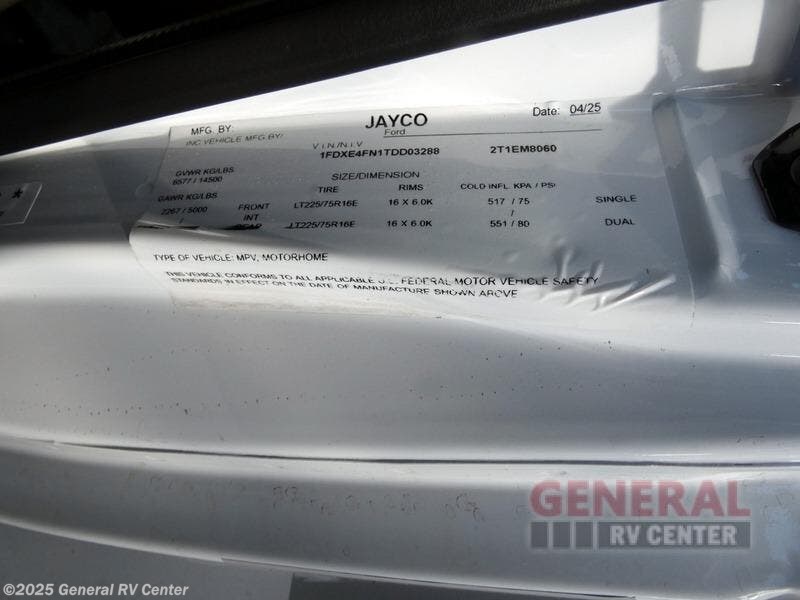 MFG. BY: JAYCO Date: 04/25
INC.VEHICLE MFG.BY/ Ford
V.I.N/N.I.V
1FDXE4FN1TDD03288 2T1EM8060
GVWR KG/LBS
6577 / 14500 SIZE/DIMENSION
GAWR KG/LBS TIRE RIMS COLD INFL. KPA / PSI
2267 / 5000 FRONT LT225/75R16E 16 X 6.0K 517 / 75 SINGLE
/ INT /
LT225/75R16E 16 X 6.0K 551 / 80 DUAL
TYPE OF VEHICLE: MPV, MOTORHOME
THIS VEHICLE CONFORMS TO ALL APPLICABLE U.S. FEDERAL MOTOR VEHICLE SAFETY
STANDARDS IN EFFECT ON THE DATE OF MANUFACTURE SHOWN ABOVE
GENERAL
RV CENTER
©2025 General RV Center